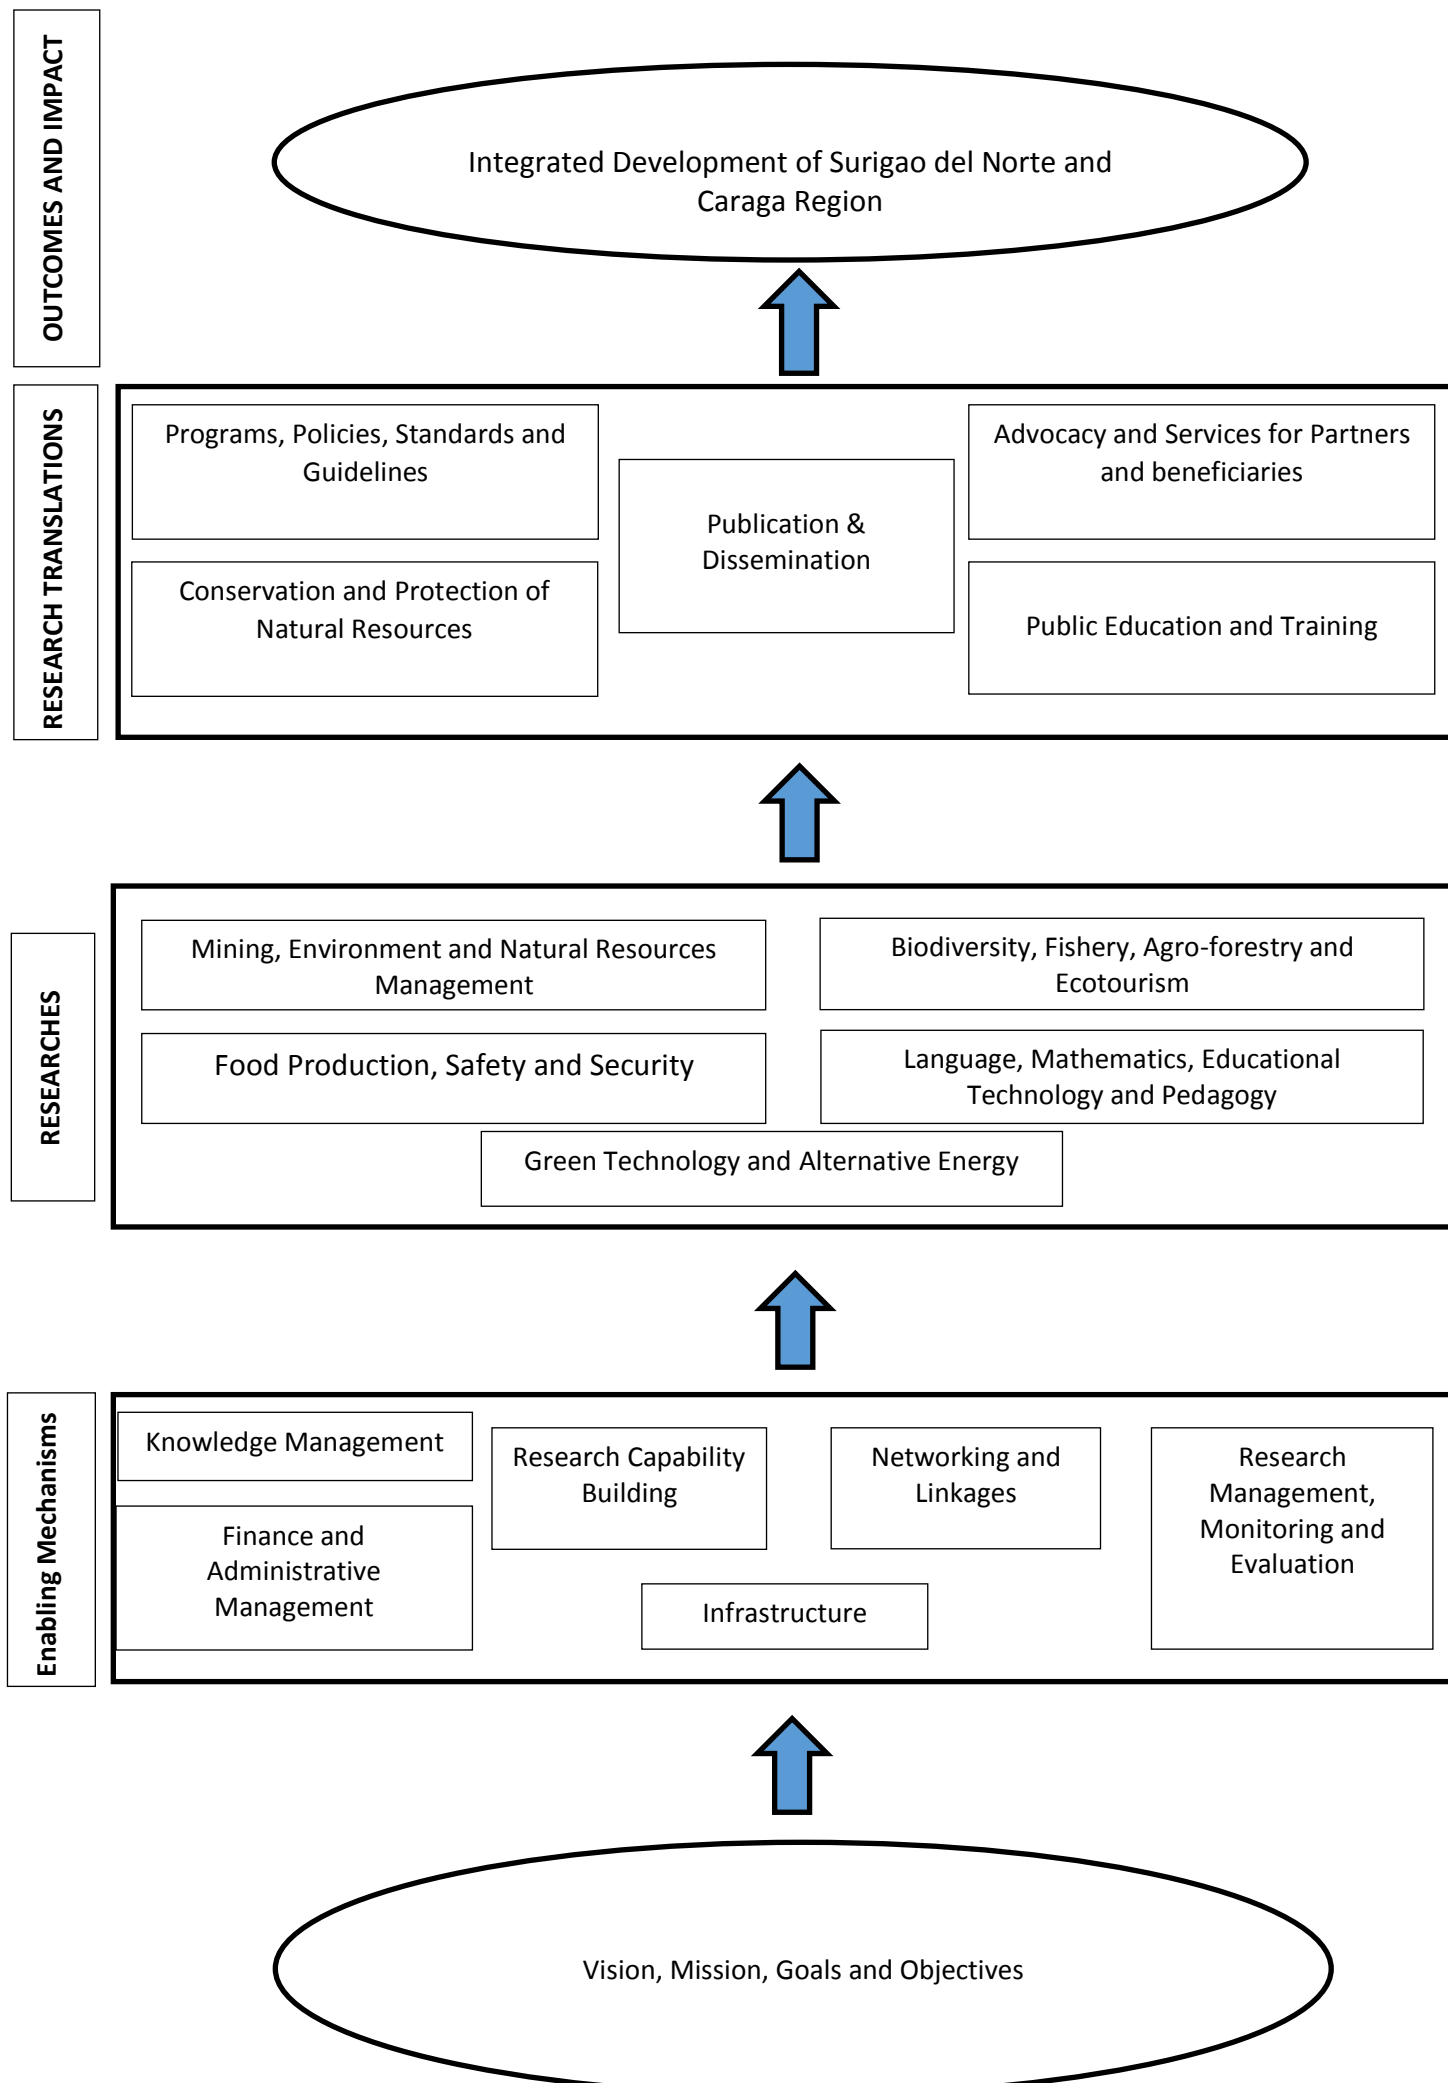 OUTCOMES AND IMPACT
Integrated Development of Surigao del Norte and
Caraga Region
RESEARCH TRANSLATIONS
Programs, Policies, Standards and
Guidelines
Conservation and Protection of
Natural Resources
Publication &
Dissemination
Advocacy and Services for Partners
and beneficiaries
Public Education and Training
RESEARCHES
Mining, Environment and Natural Resources
Management
Biodiversity, Fishery, Agro-forestry and
Ecotourism
Food Production, Safety and Security
Language, Mathematics, Educational
Technology and Pedagogy
Green Technology and Alternative Energy
Enabling Mechanisms
Knowledge Management
Finance and
Administrative
Management
Research Capability
Building
Networking and
Linkages
Infrastructure
Research
Management,
Monitoring and
Evaluation
Vision, Mission, Goals and Objectives